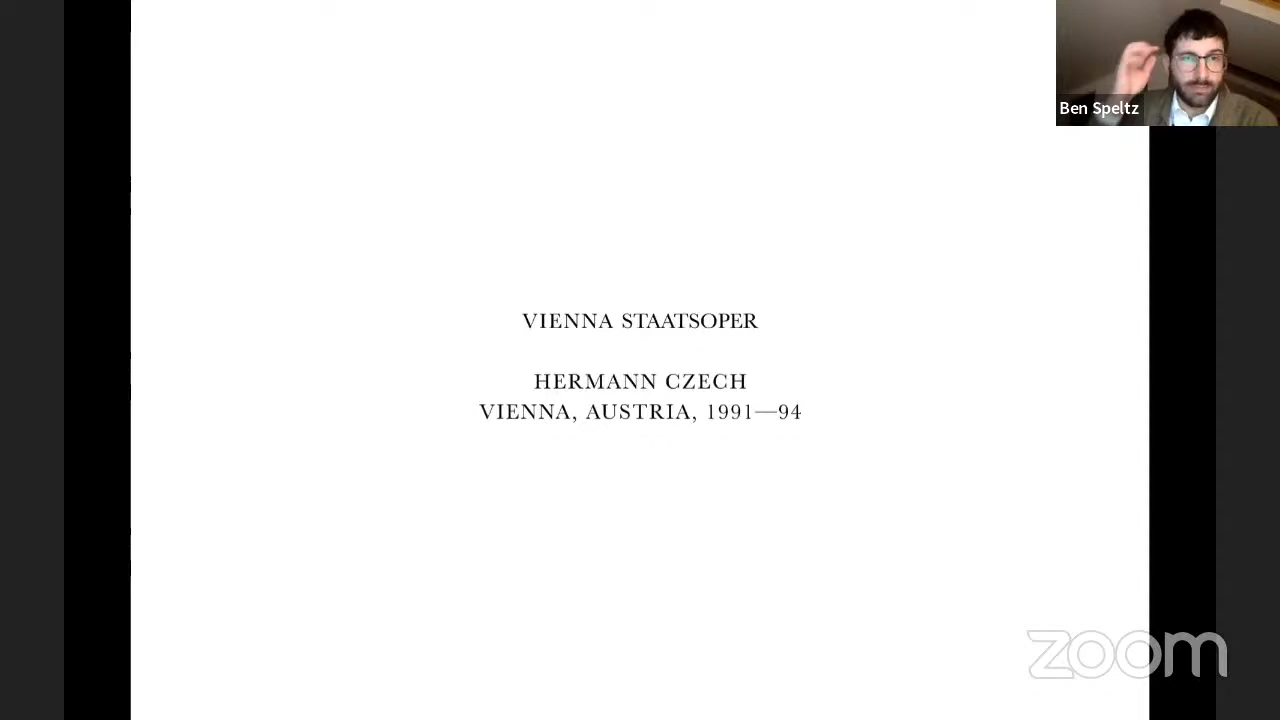 Ben Speltz
VIENNA STAATSOPER
HERMANN CZECH
VIENNA, AUSTRIA, 1991—94
zoom